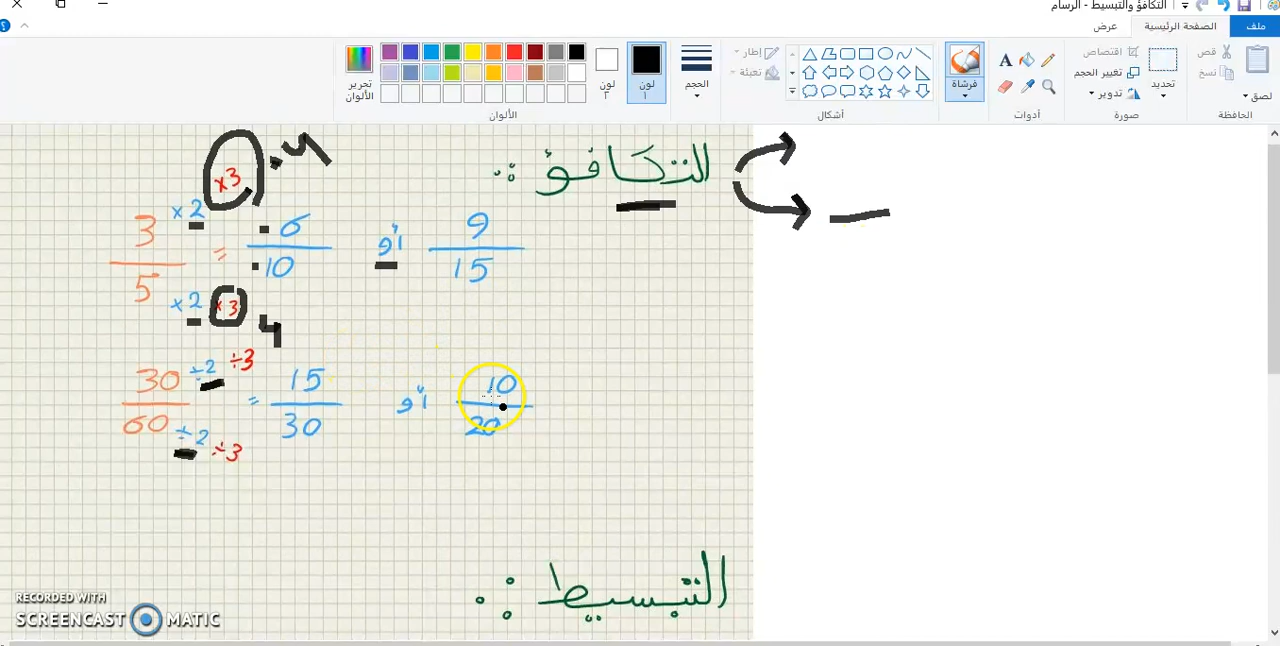 التكافؤ والتبسيط - الرسام
ملف الصفحة الرئيسية عرض
لصق قص نسخ
الحافظة
تحديد اقتصاص تغيير الحجم تدوير
صورة
A
أدوات
فرشاة
إطار تعبئة
أشكال
الحجم
لون ١
لون ٢
تحرير الألوان
الألوان
التكافؤ :.
×3 4
3/5 ×2 ×2 ×3 4 = 6/10 أو 9/15
30/60 ÷2 ÷3 ÷2 ÷3 = 15/30 أو 10/20
التبسيط :.
RECORDED WITH
SCREENCAST MATIC